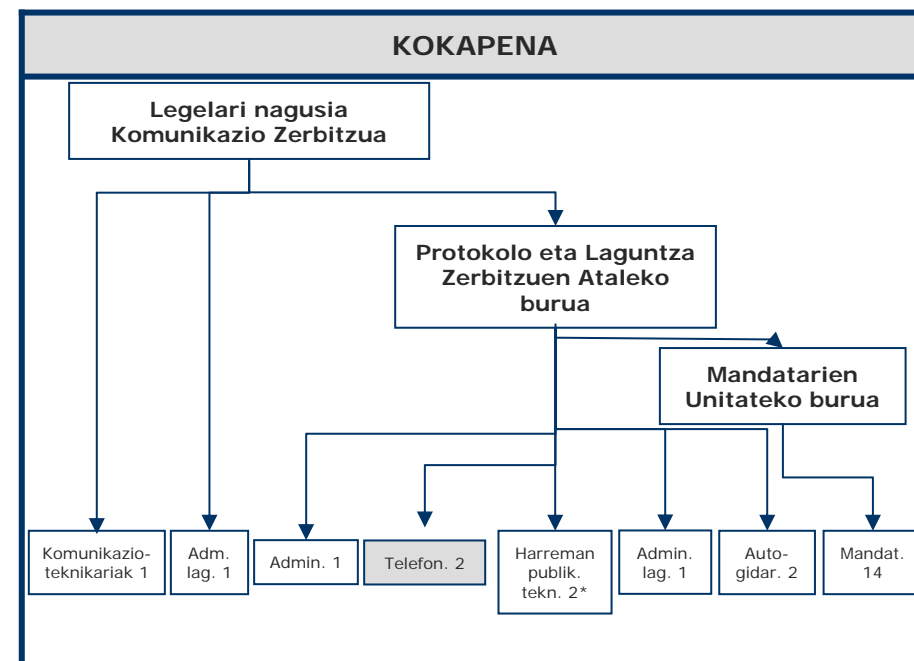 KOKAPENA
Legelari nagusia
Komunikazio Zerbitzua
Protokolo eta Laguntza
Zerbitzuen Ataleko
burua
Mandatarien
Unitateko burua
Komunikazio-
teknikariak 1
Adm.
lag. 1
Admin. 1
Telefon. 2
Harreman
publik.
tekn. 2*
Admin.
lag. 1
Auto-
gidar. 2
Mandat.
14